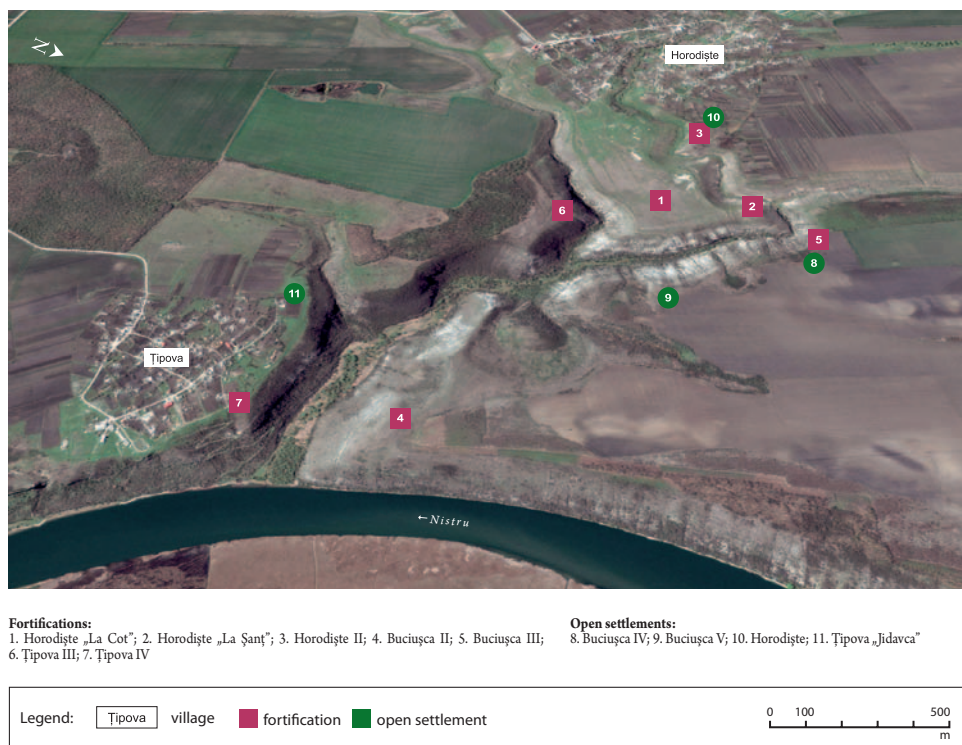 N
Horodiște
10
3
1
2
6
5
8
11
9
Țipova
7
4
← Nistru
Fortifications:
1. Horodiște „La Cot”; 2. Horodiște „La Șanț”; 3. Horodiște II; 4. Buciușca II; 5. Buciușca III;
6. Țipova III; 7. Țipova IV
Open settlements:
8. Buciușca IV; 9. Buciușca V; 10. Horodiște; 11. Țipova „Jidavca”
Legend: Țipova village fortification open settlement
0 100 500
m